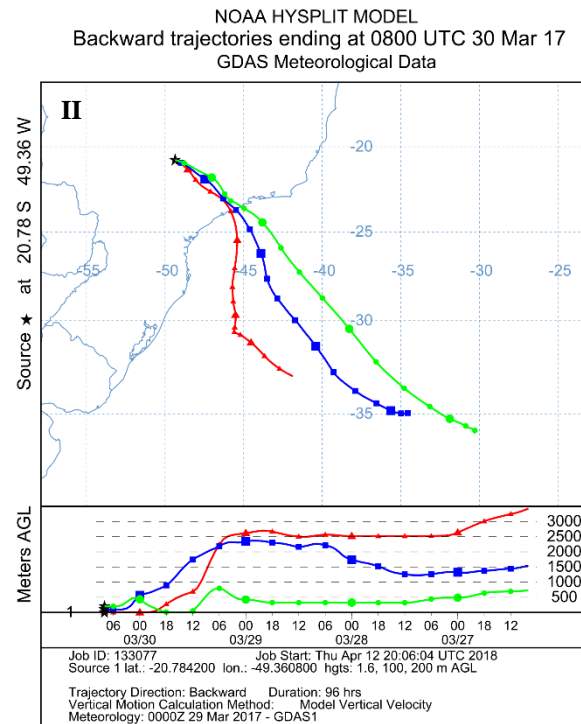 NOAA HYSPLIT MODEL
Backward trajectories ending at 0800 UTC 30 Mar 17
GDAS Meteorological Data
II
Source ★ at 20.78 S 49.36 W
-20
-25
-55 -50 -45 -40 -35 -30 -25
-30
-35
Meters AGL
3000
2500
2000
1500
1000
500
1
06 00 18 12 06 00 18 12 06 00 18 12 06 00 18 12
03/30 03/29 03/28 03/27
Job ID: 133077 Job Start: Thu Apr 12 20:06:04 UTC 2018
Source 1 lat.: -20.784200 lon.: -49.360800 hgts: 1.6, 100, 200 m AGL
Trajectory Direction: Backward Duration: 96 hrs
Vertical Motion Calculation Method: Model Vertical Velocity
Meteorology: 0000Z 29 Mar 2017 - GDAS1